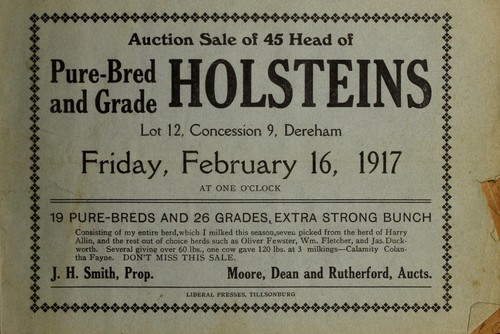 Auction Sale of 45 Head of
Pure-Bred
and Grade HOLSTEINS
Lot 12, Concession 9, Dereham
Friday, February 16, 1917
AT ONE O'CLOCK
19 PURE-BREDS AND 26 GRADES, EXTRA STRONG BUNCH
Consisting of my entire herd, which I milked this season, seven picked from the herd of Harry
Allin, and the rest out of choice herds such as Oliver Fewster, Wm. Fletcher, and Jas. Duck-
worth. Several giving over 60 lbs., one cow gave 120 lbs. at 3 milkings—Calamity Colan-
tha Fayne. DON'T MISS THIS SALE.
J. H. Smith, Prop. Moore, Dean and Rutherford, Aucts.
LIBERAL PRESSES, TILLSONBURG